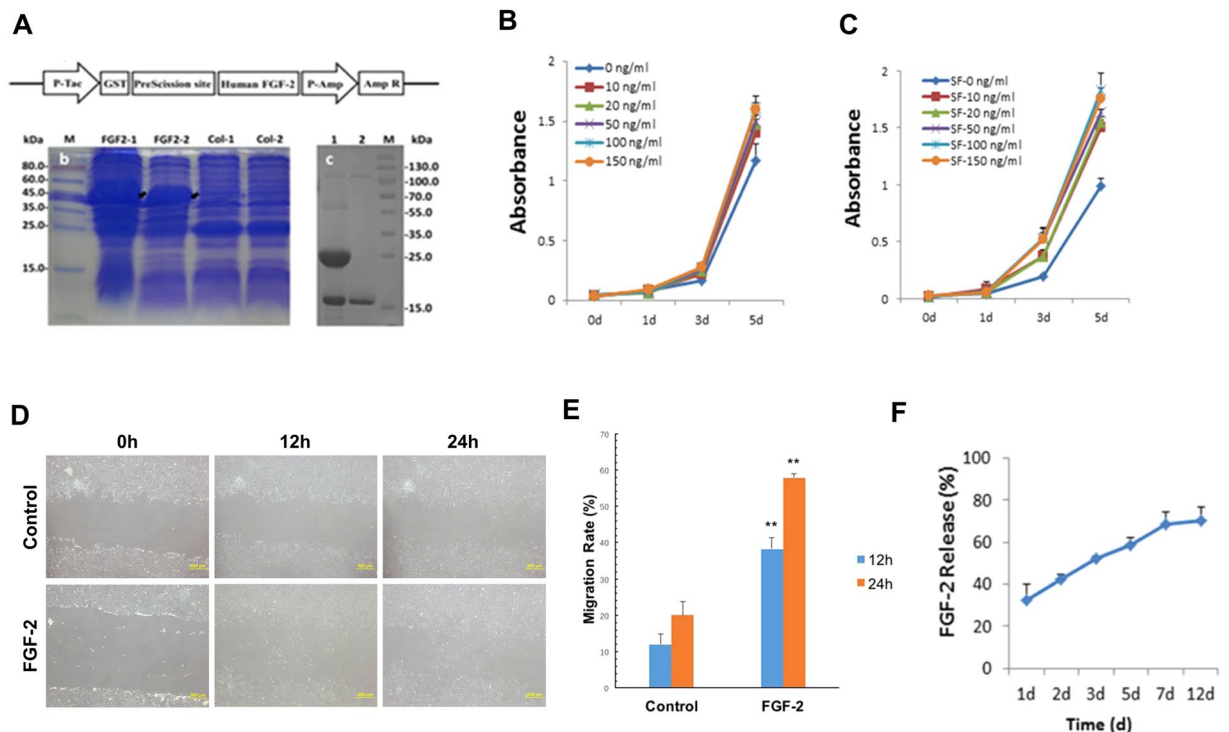 A
P-Tac GST PreScission site Human FGF-2 P-Amp Amp R
kDa M FGF2-1 FGF2-2 Col-1 Col-2
b
80.0
60.0
45.0
35.0
25.0
15.0
1 2 M kDa
c
130.0
100.0
70.0
55.0
35.0
25.0
15.0
B
Absorbance
2
1.5
1
0.5
0
0 ng/ml
10 ng/ml
20 ng/ml
50 ng/ml
100 ng/ml
150 ng/ml
0d 1d 3d 5d
C
Absorbance
2
1.5
1
0.5
0
SF-0 ng/ml
SF-10 ng/ml
SF-20 ng/ml
SF-50 ng/ml
SF-100 ng/ml
SF-150 ng/ml
0d 1d 3d 5d
D
0h 12h 24h
Control
FGF-2
E
Migration Rate (%)
70
60
50
40
30
20
10
0
** **
Control FGF-2
12h
24h
F
FGF-2 Release (%)
100
80
60
40
20
0
1d 2d 3d 5d 7d 12d
Time (d)